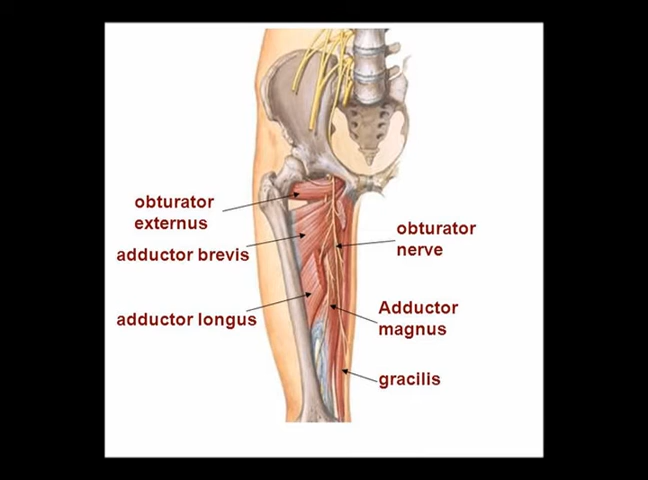 obturator
externus
adductor brevis
adductor longus
obturator
nerve
Adductor
magnus
gracilis